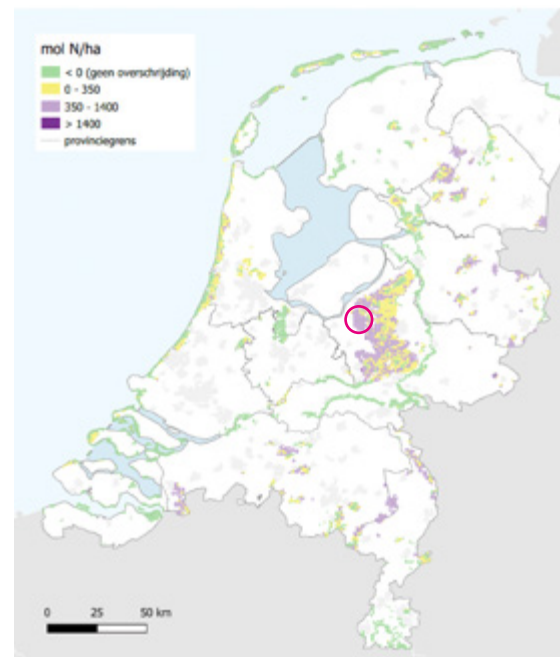 mol N/ha
< 0 (geen overschrijding)
0 - 350
350 - 1400
> 1400
provinciegrens
0 25 50 km